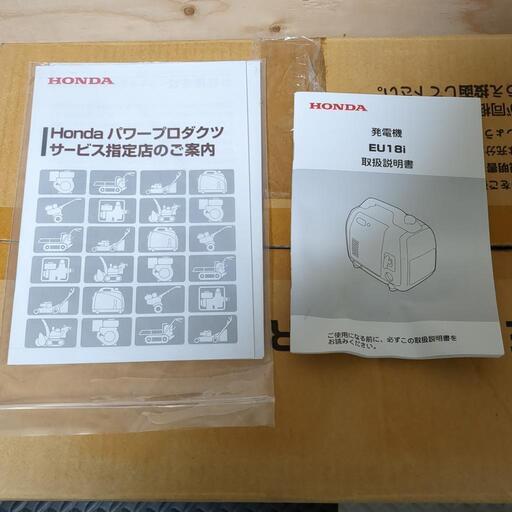 HONDA
Honda パワープロダクツ
サービス指定店のご案内
HONDA
発電機
EU18i
取扱説明書
ご使用になる前に、必ずこの取扱説明書を
お読みください。